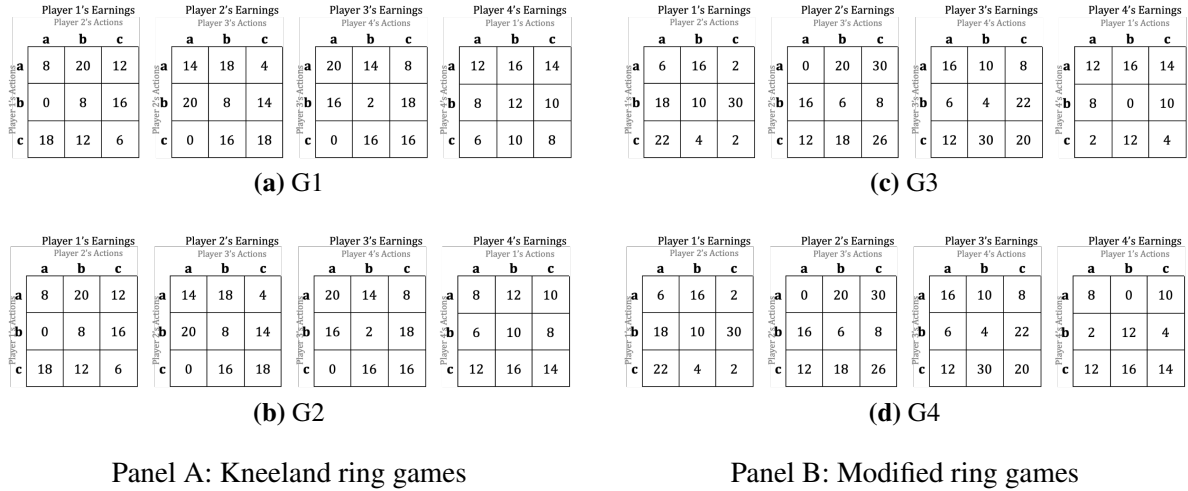 Player 1's Earnings Player 2's Earnings Player 3's Earnings Player 4's Earnings Player 1's Earnings Player 2's Earnings Player 3's Earnings Player 4's Earnings
Player 2's Actions Player 3's Actions Player 4's Actions Player 1's Actions Player 2's Actions Player 3's Actions Player 4's Actions Player 1's Actions
a b c a b c a b c a b c a b c a b c a b c a b c
Player 1's Actions Player 2's Actions Player 3's Actions Player 4's Actions Player 1's Actions Player 2's Actions Player 3's Actions Player 4's Actions
a 8 20 12 a 14 18 4 a 20 14 8 a 12 16 14 a 6 16 2 a 0 20 30 a 16 10 8 a 12 16 14
b 0 8 16 b 20 8 14 b 16 2 18 b 8 12 10 b 18 10 30 b 16 6 8 b 6 4 22 b 8 0 10
c 18 12 6 c 0 16 18 c 0 16 16 c 6 10 8 c 22 4 2 c 12 18 26 c 12 30 20 c 2 12 4
(a) G1 (c) G3
Player 1's Earnings Player 2's Earnings Player 3's Earnings Player 4's Earnings Player 1's Earnings Player 2's Earnings Player 3's Earnings Player 4's Earnings
Player 2's Actions Player 3's Actions Player 4's Actions Player 1's Actions Player 2's Actions Player 3's Actions Player 4's Actions Player 1's Actions
a b c a b c a b c a b c a b c a b c a b c a b c
Player 1's Actions Player 2's Actions Player 3's Actions Player 4's Actions Player 1's Actions Player 2's Actions Player 3's Actions Player 4's Actions
a 8 20 12 a 14 18 4 a 20 14 8 a 8 12 10 a 6 16 2 a 0 20 30 a 16 10 8 a 8 0 10
b 0 8 16 b 20 8 14 b 16 2 18 b 6 10 8 b 18 10 30 b 16 6 8 b 6 4 22 b 2 12 4
c 18 12 6 c 0 16 18 c 0 16 16 c 12 16 14 c 22 4 2 c 12 18 26 c 12 30 20 c 12 16 14
(b) G2 (d) G4
Panel A: Kneeland ring games Panel B: Modified ring games